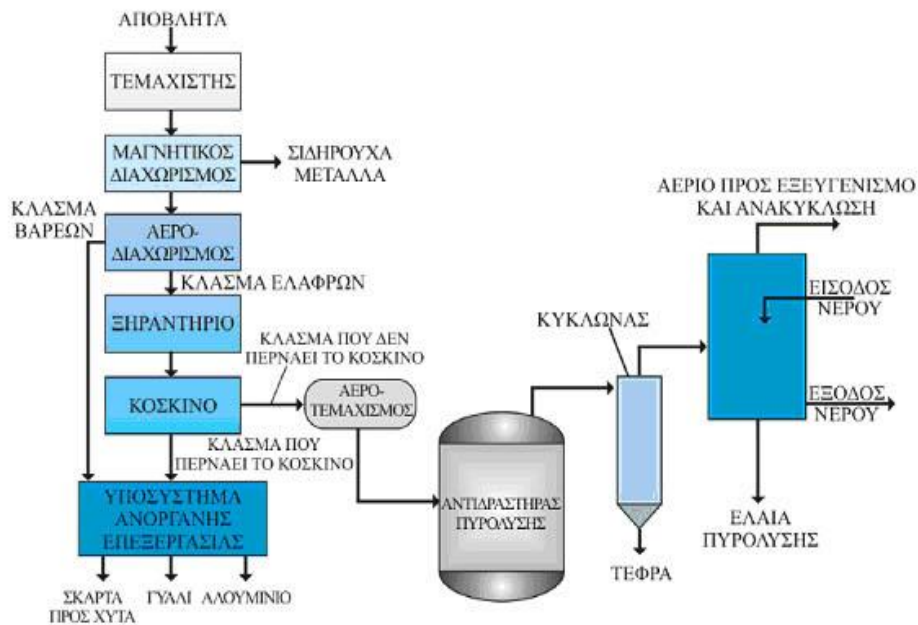 ΑΠΟΒΛΗΤΑ
ΤΕΜΑΧΙΣΤΗΣ
ΜΑΓΝΗΤΙΚΟΣ
ΔΙΑΧΩΡΙΣΜΟΣ
ΣΙΔΗΡΟΥΧΑ
ΜΕΤΑΛΛΑ
ΚΛΑΣΜΑ
ΒΑΡΕΩΝ
ΑΕΡΟ-
ΔΙΑΧΩΡΙΣΜΟΣ
ΚΛΑΣΜΑ ΕΛΑΦΡΩΝ
ΞΗΡΑΝΤΗΡΙΟ
ΚΛΑΣΜΑ ΠΟΥ ΔΕΝ
ΠΕΡΝΑΕΙ ΤΟ ΚΟΣΚΙΝΟ
ΚΟΣΚΙΝΟ
ΑΕΡΟ-
ΤΕΜΑΧΙΣΜΟΣ
ΚΛΑΣΜΑ ΠΟΥ
ΠΕΡΝΑΕΙ ΤΟ ΚΟΣΚΙΝΟ
ΥΠΟΣΥΣΤΗΜΑ
ΑΝΟΡΓΑΝΗΣ
ΕΠΕΞΕΡΓΑΣΙΑΣ
ΣΚΑΡΤΑ
ΠΡΟΣ ΧΥΤΑ
ΓΥΑΛΙ
ΑΛΟΥΜΙΝΙΟ
ΑΝΤΙΔΡΑΣΤΗΡΑΣ
ΠΥΡΟΛΥΣΗΣ
ΚΥΚΛΩΝΑΣ
ΤΕΦΡΑ
ΑΕΡΙΟ ΠΡΟΣ ΕΞΕΥΓΕΝΙΣΜΟ
ΚΑΙ ΑΝΑΚΥΚΛΩΣΗ
ΕΙΣΟΔΟΣ
ΝΕΡΟΥ
ΕΞΟΔΟΣ
ΝΕΡΟΥ
ΕΛΑΙΑ
ΠΥΡΟΛΥΣΗΣ